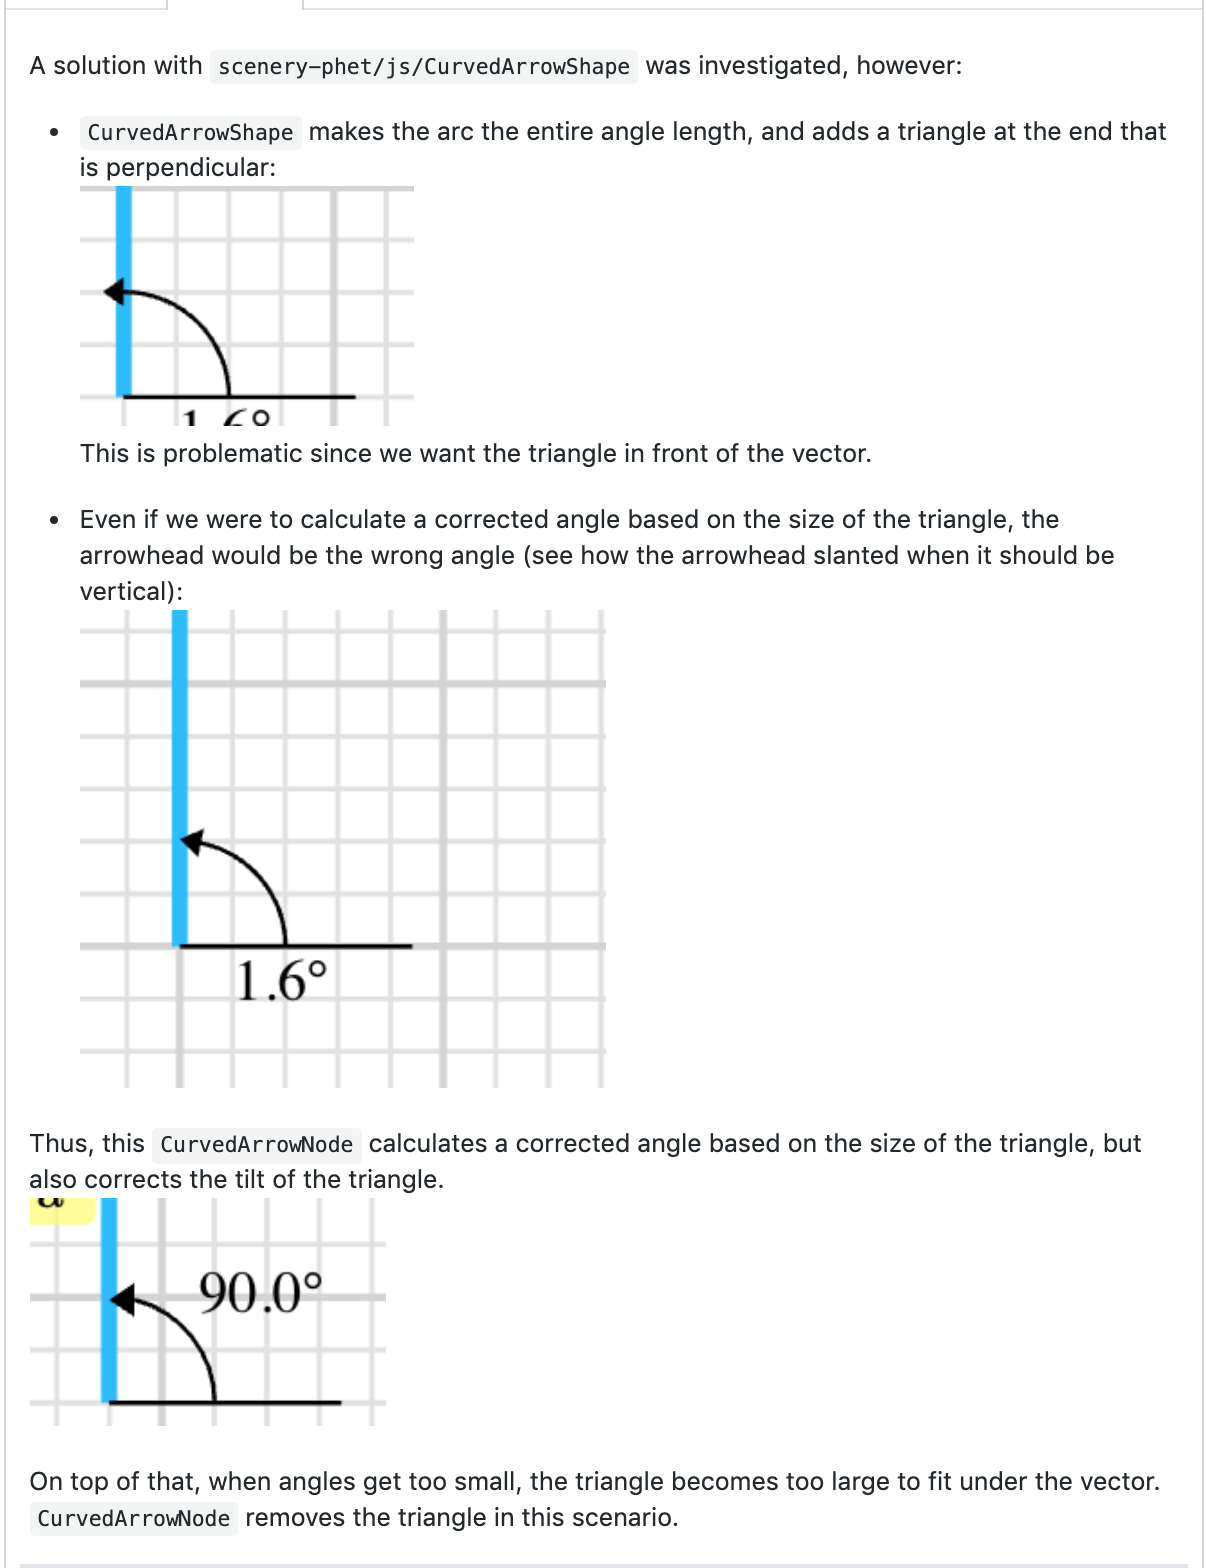 A solution with scenery-phet/js/CurvedArrowShape was investigated, however:
• CurvedArrowShape makes the arc the entire angle length, and adds a triangle at the end that
is perpendicular:
1.6°
This is problematic since we want the triangle in front of the vector.
• Even if we were to calculate a corrected angle based on the size of the triangle, the
arrowhead would be the wrong angle (see how the arrowhead slanted when it should be
vertical):
1.6°
Thus, this CurvedArrowNode calculates a corrected angle based on the size of the triangle, but
also corrects the tilt of the triangle.
90.0°
On top of that, when angles get too small, the triangle becomes too large to fit under the vector.
CurvedArrowNode removes the triangle in this scenario.